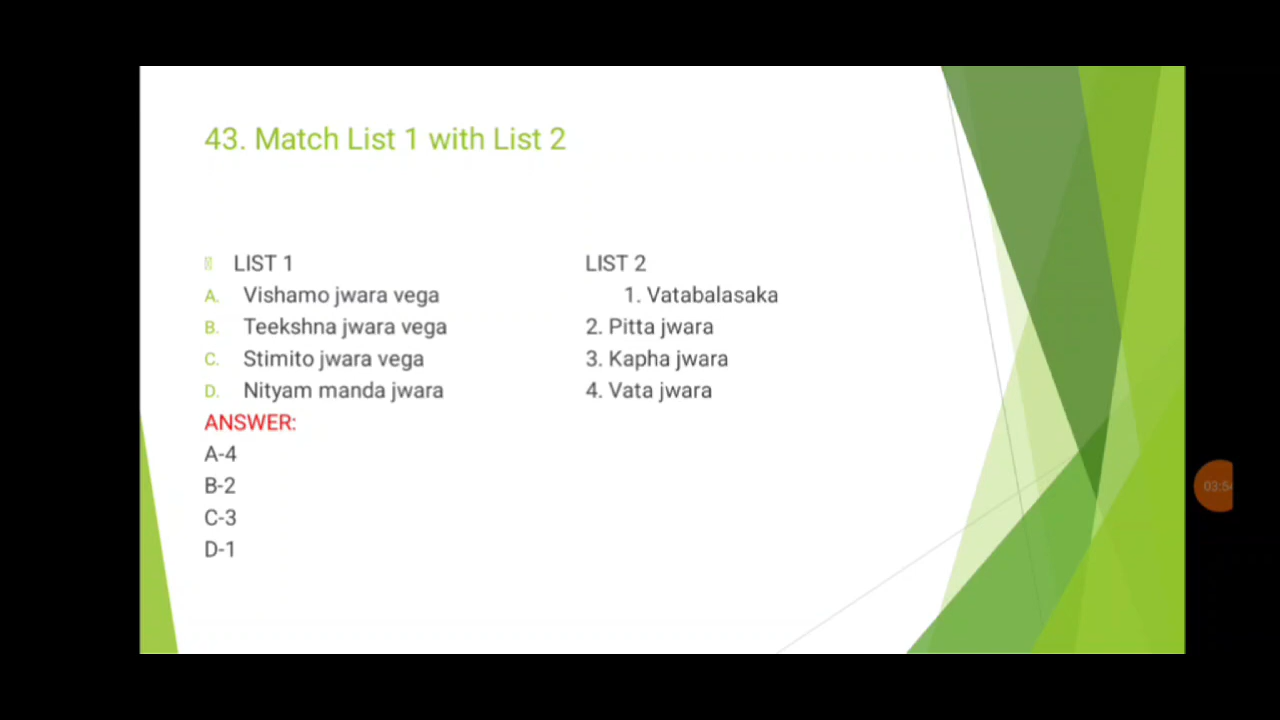 43. Match List 1 with List 2
LIST 1 LIST 2
A. Vishamo jwara vega 1. Vatabalasaka
B. Teekshna jwara vega 2. Pitta jwara
C. Stimito jwara vega 3. Kapha jwara
D. Nityam manda jwara 4. Vata jwara
ANSWER:
A-4
B-2
C-3
D-1